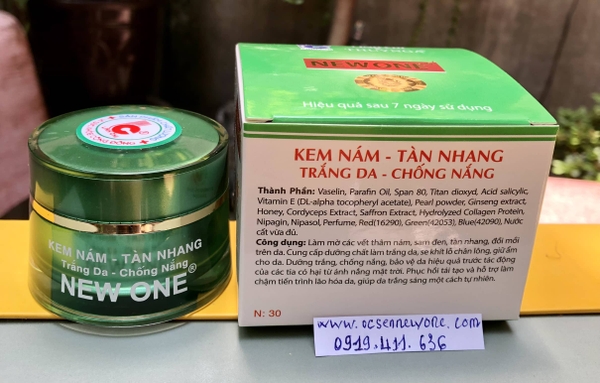 NEW ONE
Hiệu quả sau 7 ngày sử dụng
KEM NÁM - TÀN NHANG
TRẮNG DA - CHỐNG NẮNG
Thành Phần: Vaselin, Parafin Oil, Span 80, Titan dioxyd, Acid salicylic,
Vitamin E (DL-alpha tocopheryl acetate), Pearl powder, Ginseng extract,
Honey, Cordyceps Extract, Saffron Extract, Hydrolyzed Collagen Protein,
Nipagin, Nipasol, Perfume, Red(16290), Green(42053), Blue(42090), Nước
cất vừa đủ.
Công dụng: Làm mờ các vết thâm nám, sạm đen, tàn nhang, đồi mồi
trên da. Cung cấp dưỡng chất làm trắng da, se khít lỗ chân lông, giữ ẩm
cho da. Dưỡng trắng, chống nắng, bảo vệ da hiệu quả trước tác động
của các tia có hại từ ánh nắng mặt trời. Phục hồi tái tạo và hỗ trợ làm
chậm tiến trình lão hóa da, giúp da trắng sáng một cách tự nhiên.
N: 30
KEM NÁM - TÀN NHANG
Trắng Da - Chống Nắng
NEW ONE®
www.ocsennewone.com
0919.411.636